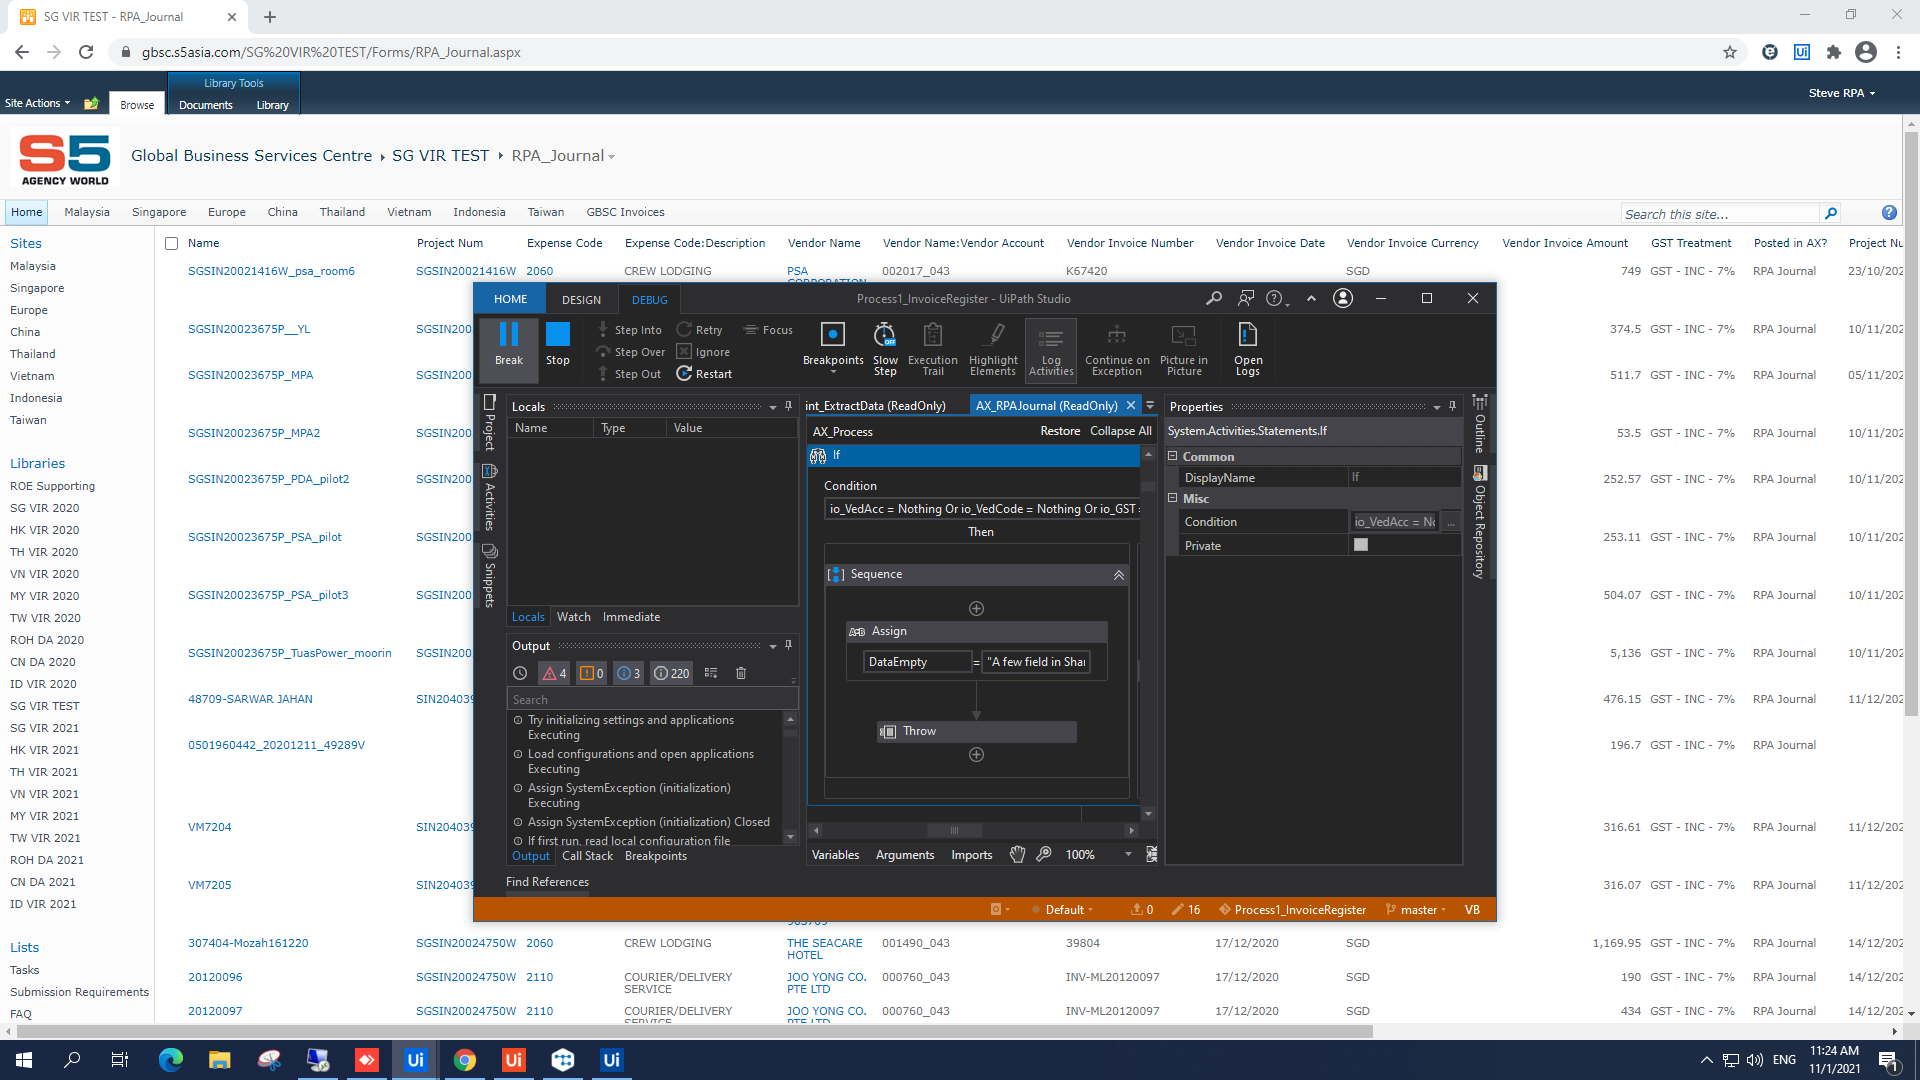 SG VIR TEST - RPA_Journal
gbsc.s5asia.com/SG%20VIR%20TEST/Forms/RPA_Journal.aspx
Library Tools
Site Actions
Browse
Documents
Library
Steve RPA
S5
AGENCY WORLD
Global Business Services Centre
SG VIR TEST
RPA_Journal
Home
Malaysia
Singapore
Europe
China
Thailand
Vietnam
Indonesia
Taiwan
GBSC Invoices
Search this site...
Sites
Malaysia
Singapore
Europe
China
Thailand
Vietnam
Indonesia
Taiwan
Libraries
ROE Supporting
SG VIR 2020
HK VIR 2020
TH VIR 2020
VN VIR 2020
MY VIR 2020
TW VIR 2020
ROH DA 2020
CN DA 2020
ID VIR 2020
SG VIR TEST
SG VIR 2021
HK VIR 2021
TH VIR 2021
VN VIR 2021
MY VIR 2021
TW VIR 2021
ROH DA 2021
CN DA 2021
ID VIR 2021
Lists
Tasks
Submission Requirements
FAQ
Name Project Num Expense Code Expense Code:Description Vendor Name Vendor Name:Vendor Account Vendor Invoice Number Vendor Invoice Date Vendor Invoice Currency Vendor Invoice Amount GST Treatment Posted in AX? Project Nu
SGSIN20021416W_psa_room6 SGSIN20021416W 2060 CREW LODGING PSA 002017_043 K67420 SGD 749 GST - INC - 7% RPA Journal 23/10/202
SGSIN20023675P__YL SGSIN200 374.5 GST - INC - 7% RPA Journal 10/11/202
SGSIN20023675P_MPA SGSIN200 511.7 GST - INC - 7% RPA Journal 05/11/202
SGSIN20023675P_MPA2 SGSIN200 53.5 GST - INC - 7% RPA Journal 10/11/202
SGSIN20023675P_PDA_pilot2 SGSIN200 252.57 GST - INC - 7% RPA Journal 10/11/202
SGSIN20023675P_PSA_pilot SGSIN200 253.11 GST - INC - 7% RPA Journal 10/11/202
SGSIN20023675P_PSA_pilot3 SGSIN200 504.07 GST - INC - 7% RPA Journal 10/11/202
SGSIN20023675P_TuasPower_moorin SGSIN200 5,136 GST - INC - 7% RPA Journal 10/11/202
48709-SARWAR JAHAN SIN204039 476.15 GST - INC - 7% RPA Journal 11/12/202
0501960442_20201211_49289V 196.7 GST - INC - 7% RPA Journal
VM7204 SIN204039 316.61 GST - INC - 7% RPA Journal 11/12/202
VM7205 SIN204039 316.07 GST - INC - 7% RPA Journal 11/12/202
307404-Mozah161220 SGSIN20024750W 2060 CREW LODGING THE SEACARE 001490_043 39804 17/12/2020 SGD 1,169.95 GST - INC - 7% RPA Journal 14/12/202
HOTEL
20120096 SGSIN20024750W 2110 COURIER/DELIVERY JOO YONG CO. 000760_043 INV-ML20120097 17/12/2020 SGD 190 GST - INC - 7% RPA Journal 14/12/202
SERVICE PTE LTD
20120097 SGSIN20024750W 2110 COURIER/DELIVERY JOO YONG CO. 000760_043 INV-ML20120097 17/12/2020 SGD 434 GST - INC - 7% RPA Journal 14/12/202
HOME
DESIGN
DEBUG
Process1_InvoiceRegister - UiPath Studio
Break
Stop
Step Into
Step Over
Step Out
Retry
Ignore
Restart
Focus
Breakpoints
Slow
Step
OFF
Execution
Trail
Highlight
Elements
Log
Activities
Continue on
Exception
Picture in
Picture
Open
Logs
Project
Activities
Snippets
Locals
Name Type Value
Locals Watch Immediate
Output
4 0 3 220
Search
Try initializing settings and applications
Executing
Load configurations and open applications
Executing
Assign SystemException (initialization)
Executing
Assign SystemException (initialization) Closed
If first run, read local configuration file
Output Call Stack Breakpoints
Find References
int_ExtractData (ReadOnly)
AX_RPAJournal (ReadOnly)
AX_Process
Restore Collapse All
If
Condition
io_VedAcc = Nothing Or io_VedCode = Nothing Or io_GST =
Then
Sequence
A+B Assign
DataEmpty = "A few field in Shar
Throw
Variables Arguments Imports 100%
Properties
System.Activities.Statements.If
Common
DisplayName If
Misc
Condition io_VedAcc = No ...
Private
Outline
Object Repository
Default
0
16
Process1_InvoiceRegister
master
VB
ENG
11:24 AM
11/1/2021
1